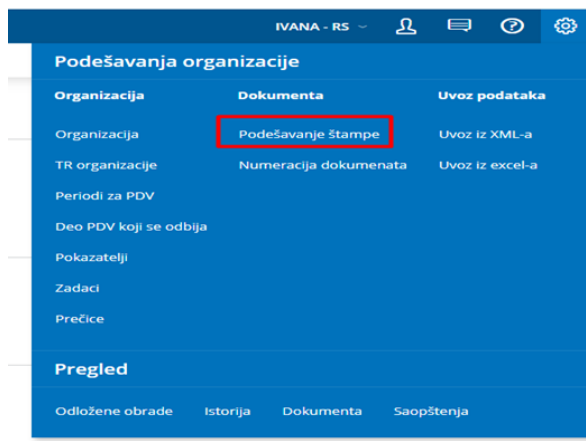 IVANA - RS
Podešavanja organizacije
Organizacija Dokumenta Uvoz podataka
Organizacija Podešavanje štampe Uvoz iz XML-a
TR organizacije Numeracija dokumenata Uvoz iz excel-a
Periodi za PDV
Deo PDV koji se odbija
Pokazatelji
Zadaci
Prečice
Pregled
Odložene obrade Istorija Dokumenta Saopštenja